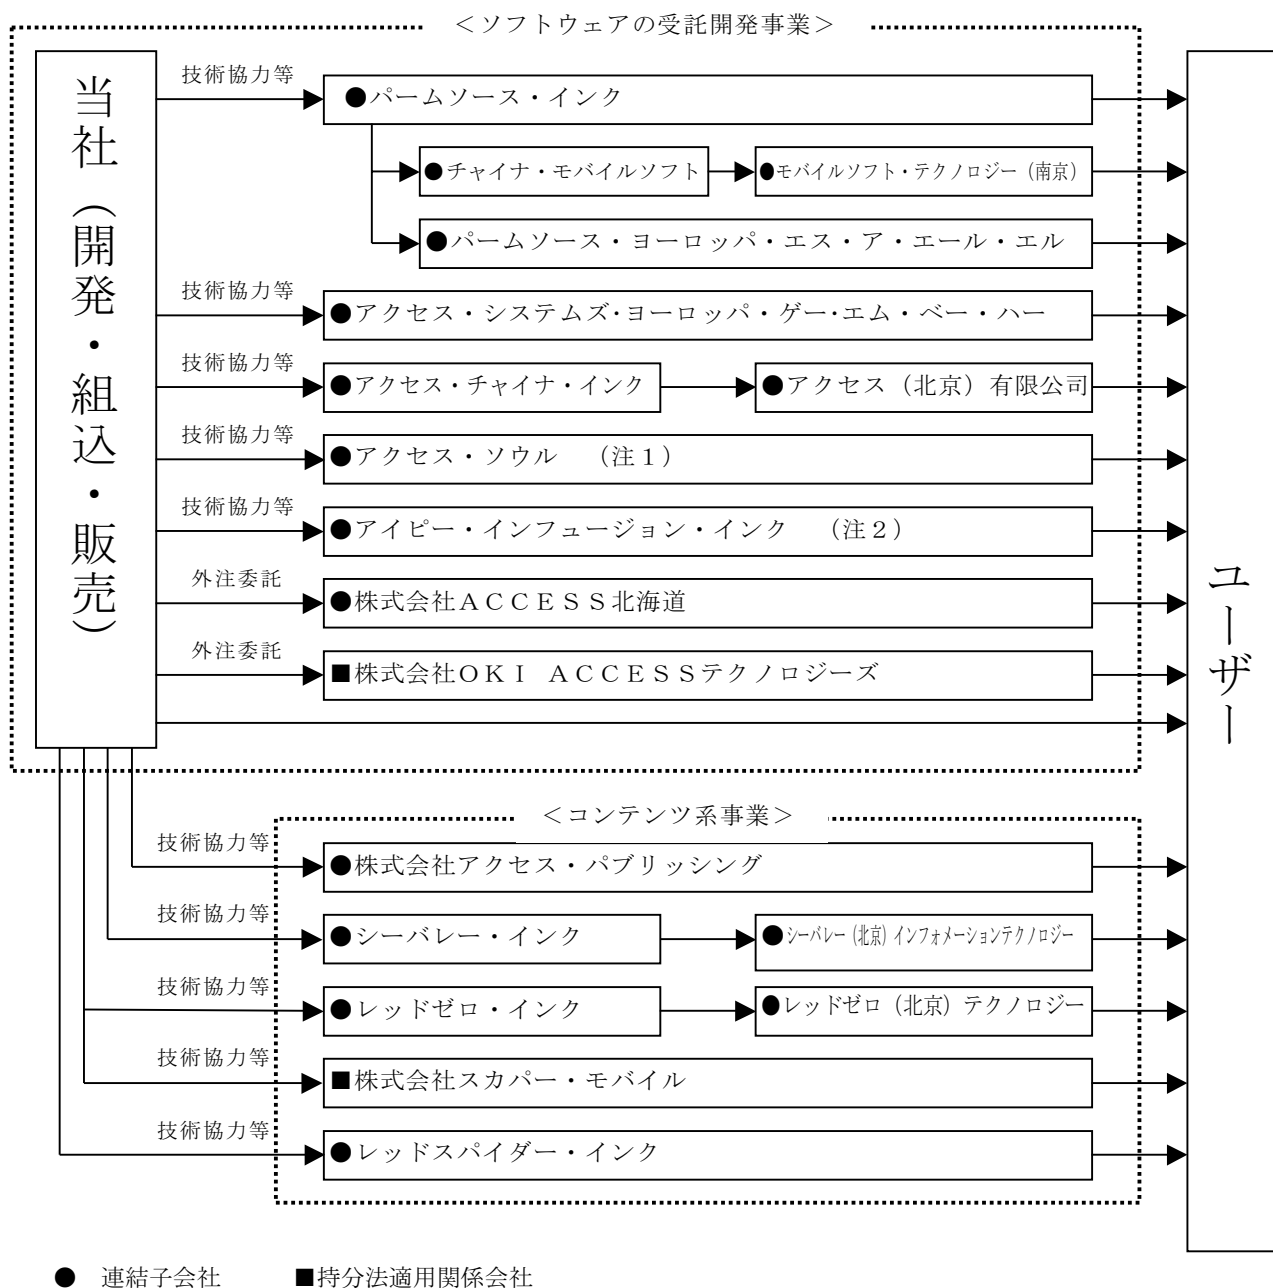 ＜ソフトウェアの受託開発事業＞
当社（開発・組込・販売）
技術協力等
●パームソース・インク
●チャイナ・モバイルソフト
●モバイルソフト・テクノロジー（南京）
●パームソース・ヨーロッパ・エス・ア・エール・エル
技術協力等
●アクセス・システムズ・ヨーロッパ・ゲー・エム・ベー・ハー
技術協力等
●アクセス・チャイナ・インク
●アクセス（北京）有限公司
技術協力等
●アクセス・ソウル　（注１）
技術協力等
●アイピー・インフュージョン・インク　（注２）
外注委託
●株式会社ＡＣＣＥＳＳ北海道
外注委託
■株式会社ＯＫＩ　ＡＣＣＥＳＳテクノロジーズ
ユーザー
＜コンテンツ系事業＞
技術協力等
●株式会社アクセス・パブリッシング
技術協力等
●シーバレー・インク
●シーバレー（北京）インフォメーションテクノロジー
技術協力等
●レッドゼロ・インク
●レッドゼロ（北京）テクノロジー
技術協力等
■株式会社スカパー・モバイル
技術協力等
●レッドスパイダー・インク
●　連結子会社
■持分法適用関係会社